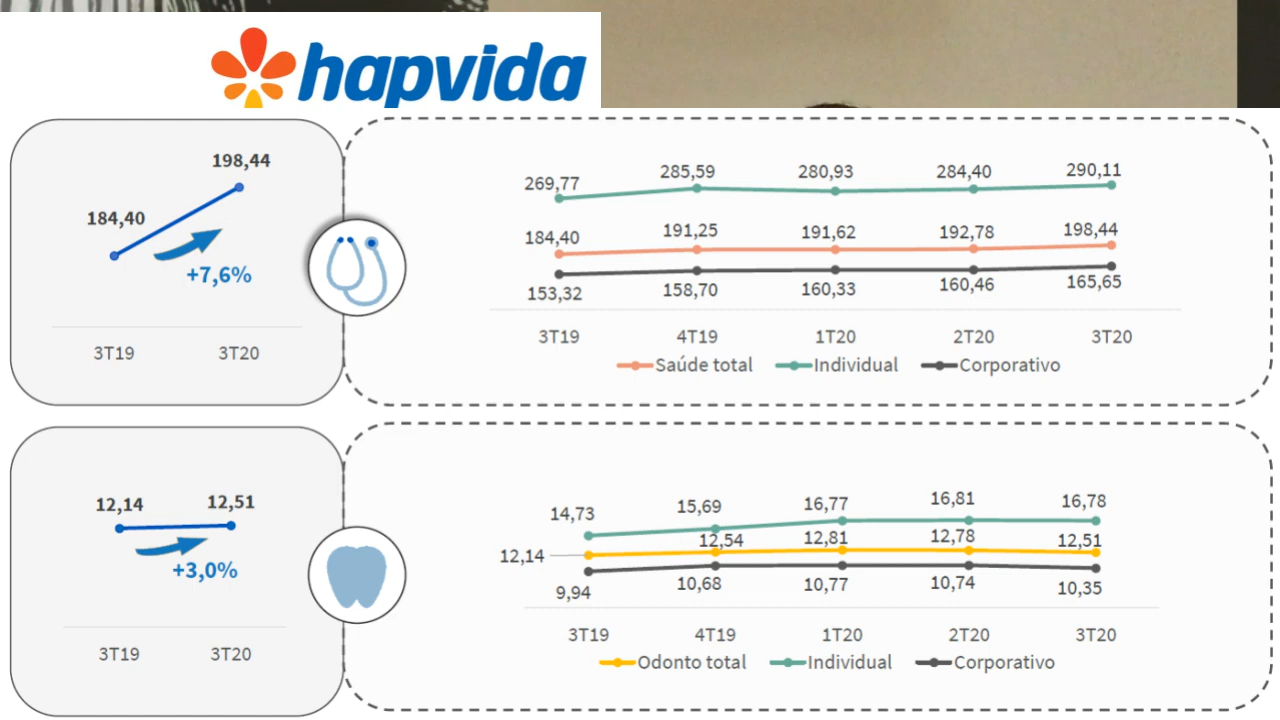 hapvida
198,44
184,40
+7,6%
3T19 3T20
269,77 285,59 280,93 284,40 290,11
184,40 191,25 191,62 192,78 198,44
153,32 158,70 160,33 160,46 165,65
3T19 4T19 1T20 2T20 3T20
Saúde total Individual Corporativo
12,14 12,51
+3,0%
3T19 3T20
14,73 15,69 16,77 16,81 16,78
12,14 12,54 12,81 12,78 12,51
9,94 10,68 10,77 10,74 10,35
3T19 4T19 1T20 2T20 3T20
Odonto total Individual Corporativo